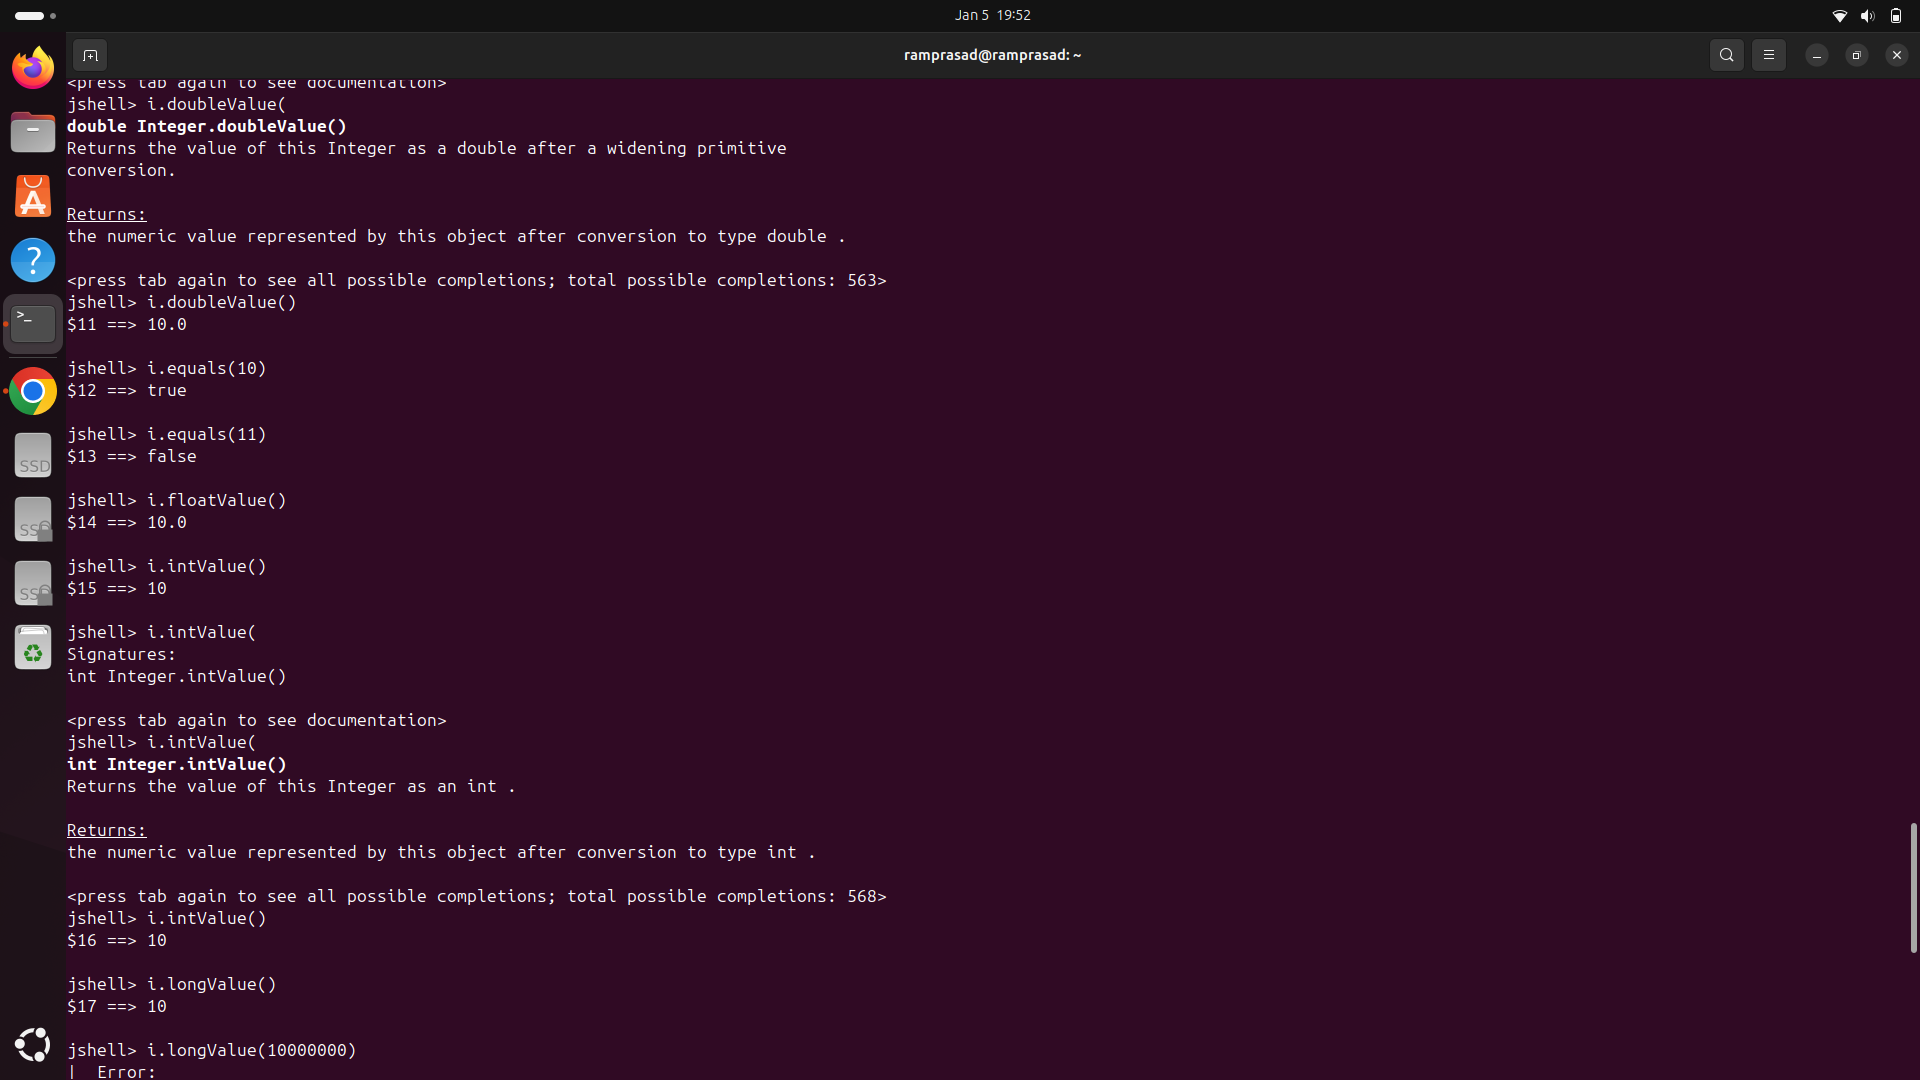 Jan 5 19:52
ramprasad@ramprasad: ~
<press tab again to see documentation>
jshell> i.doubleValue(
double Integer.doubleValue()
Returns the value of this Integer as a double after a widening primitive
conversion.
Returns:
the numeric value represented by this object after conversion to type double .
<press tab again to see all possible completions; total possible completions: 563>
jshell> i.doubleValue()
$11 ==> 10.0
jshell> i.equals(10)
$12 ==> true
jshell> i.equals(11)
$13 ==> false
jshell> i.floatValue()
$14 ==> 10.0
jshell> i.intValue()
$15 ==> 10
jshell> i.intValue(
Signatures:
int Integer.intValue()
<press tab again to see documentation>
jshell> i.intValue(
int Integer.intValue()
Returns the value of this Integer as an int .
Returns:
the numeric value represented by this object after conversion to type int .
<press tab again to see all possible completions; total possible completions: 568>
jshell> i.intValue()
$16 ==> 10
jshell> i.longValue()
$17 ==> 10
jshell> i.longValue(10000000)
| Error:
>_
SSD
SSD
SSD